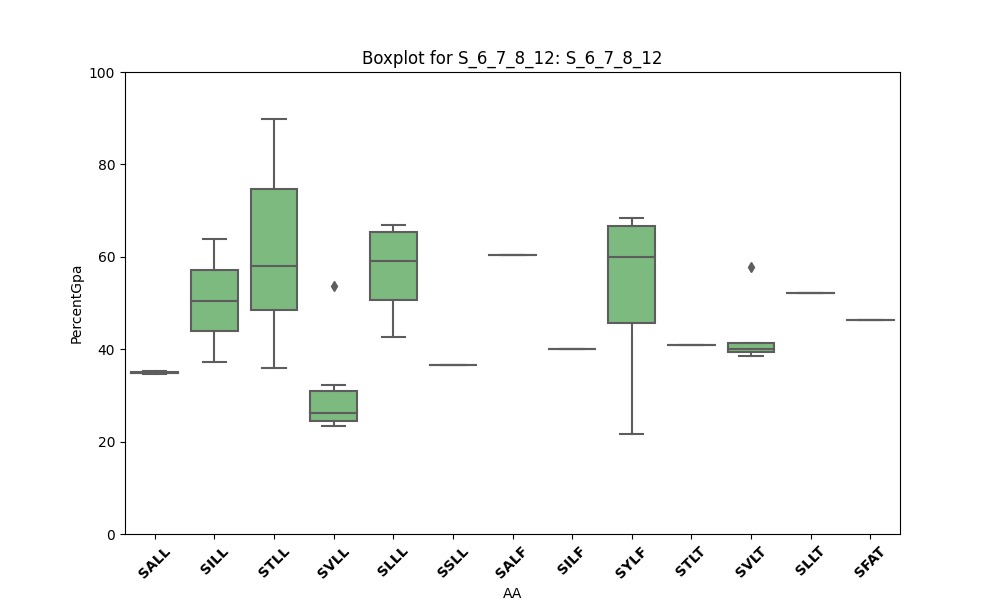 Boxplot for S_6_7_8_12: S_6_7_8_12
100
80
60
40
20
0
PercentGpa
SALL SILL STLL SVLL SLLL SSLL SALF SILF SYLF STLT SVLT SLLT SFAT
AA